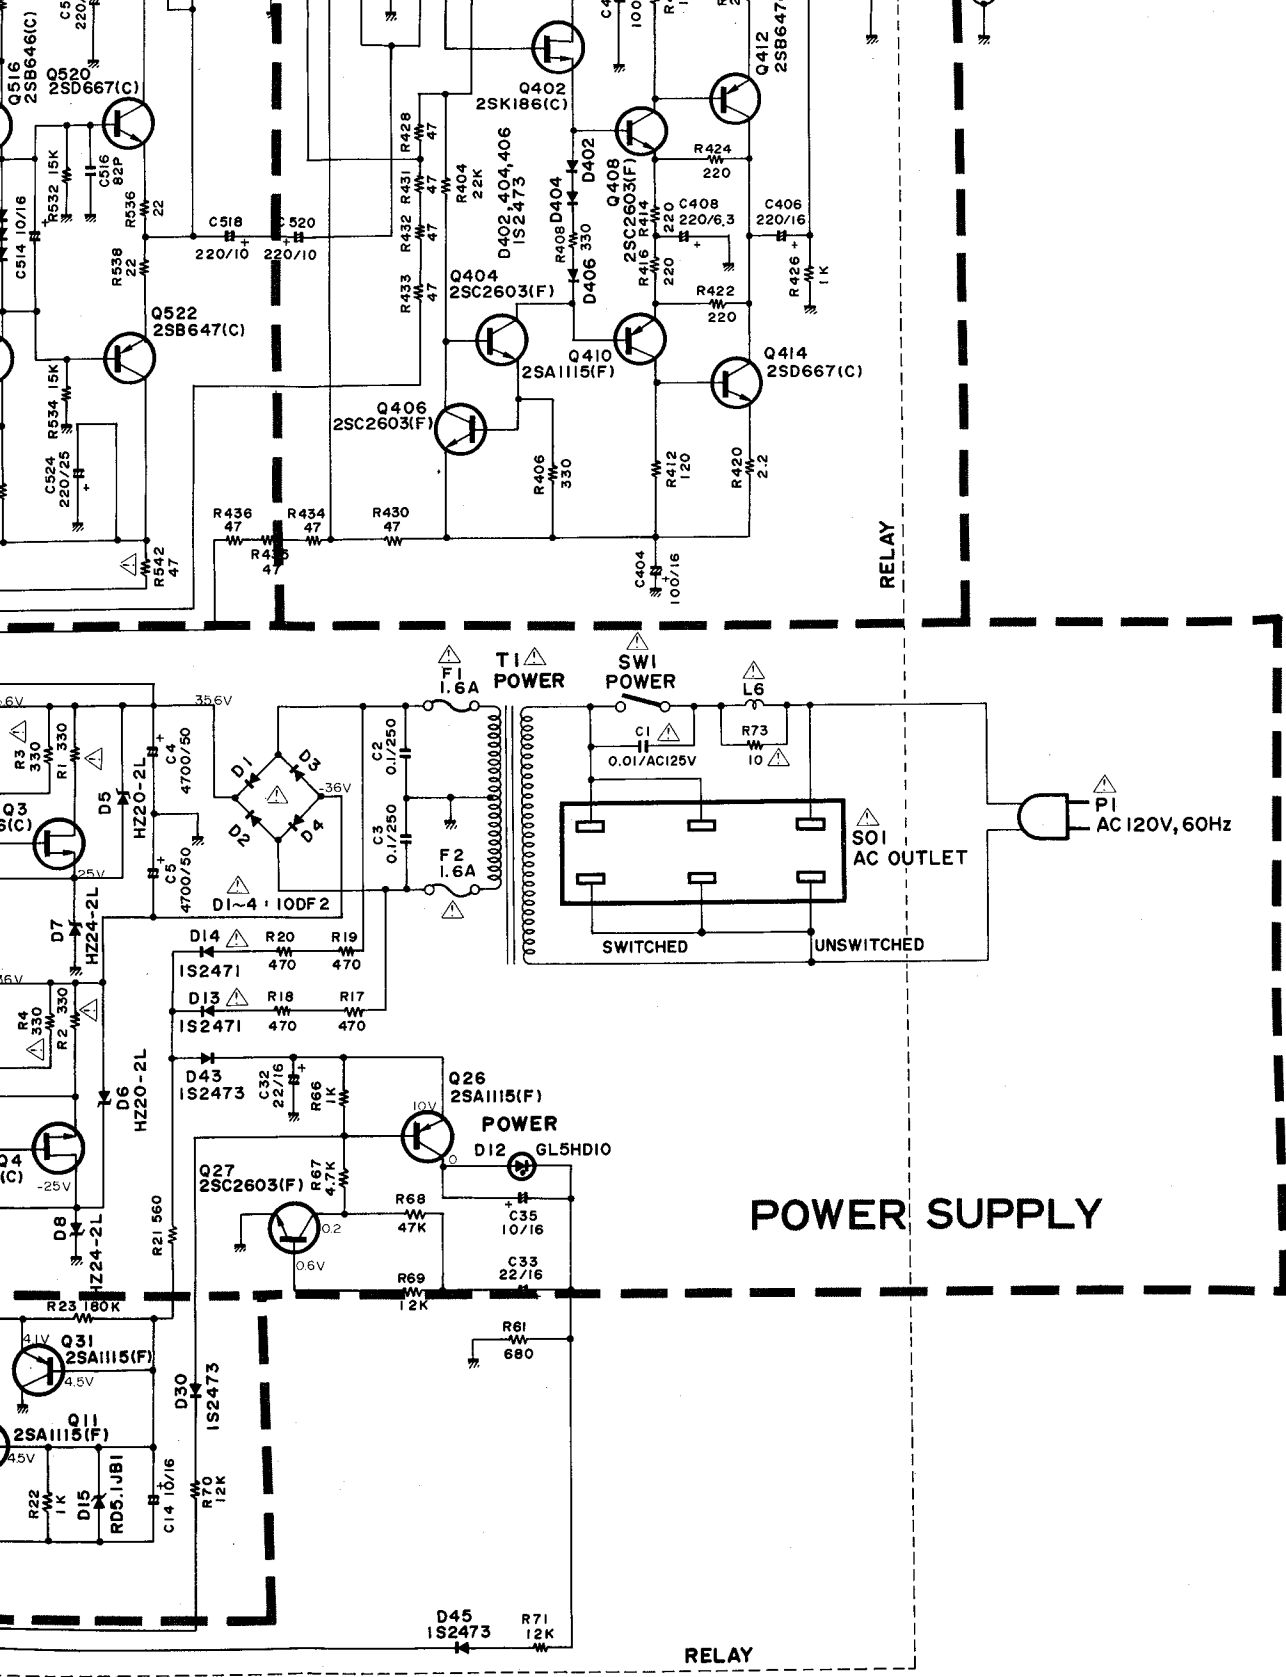 Q516
2SB646(C)
Q520
2SD667(C)
R532 15K
C516
82P
R536
22
C514 10/16
R538
22
C518
220/10
C520
220/10
Q522
2SB647(C)
R534 15K
C524
220/25
R542
47
R436
47
R435
47
R434
47
R430
47
R428
47
R431
47
R432
47
R433
47
R404
22K
Q402
2SK186(C)
D402,404,406
1S2473
D402
D404
R408 330
D406
Q404
2SC2603(F)
Q406
2SC2603(F)
R406
330
Q408
2SC2603(F)
R414
220
R416
220
C408
220/6.3
C406
220/16
R424
220
R422
220
R426
1K
Q412
2SB647
Q410
2SA1115(F)
Q414
2SD667(C)
R412
120
R420
2.2
C404
100/16
RELAY
35.6V
R3
330
R1 330
D5
HZ20-2L
C4
4700/50
C5
4700/50
Q3
25V
D7
HZ24-2L
D1
D3
D2
D4
-36V
D1~4 : 10DF2
C2
0.1/250
C3
0.1/250
F1
1.6A
F2
1.6A
T1
POWER
SW1
POWER
C1
0.01/AC125V
L6
R73
10
SO1
AC OUTLET
SWITCHED
UNSWITCHED
P1
AC120V, 60Hz
D14
1S2471
R20
470
R19
470
D13
1S2471
R18
470
R17
470
R4
330
R2 330
D6
HZ20-2L
Q4
(C)
-25V
D8
HZ24-2L
D43
1S2473
C32
22/16
R66
1K
Q26
2SA1115(F)
10V
0
POWER
D12
GL5HD10
Q27
2SC2603(F)
R67
4.7K
R68
47K
0.2
0.6V
C35
10/16
C33
22/16
R69
12K
R21 560
POWER SUPPLY
R61
680
R23 180K
4.1V
Q31
2SA1115(F)
4.5V
Q11
2SA1115(F)
4.5V
R22
1K
D15
RD5.1JB1
C14 10/16
D30
1S2473
R70
12K
D45
1S2473
R71
12K
RELAY